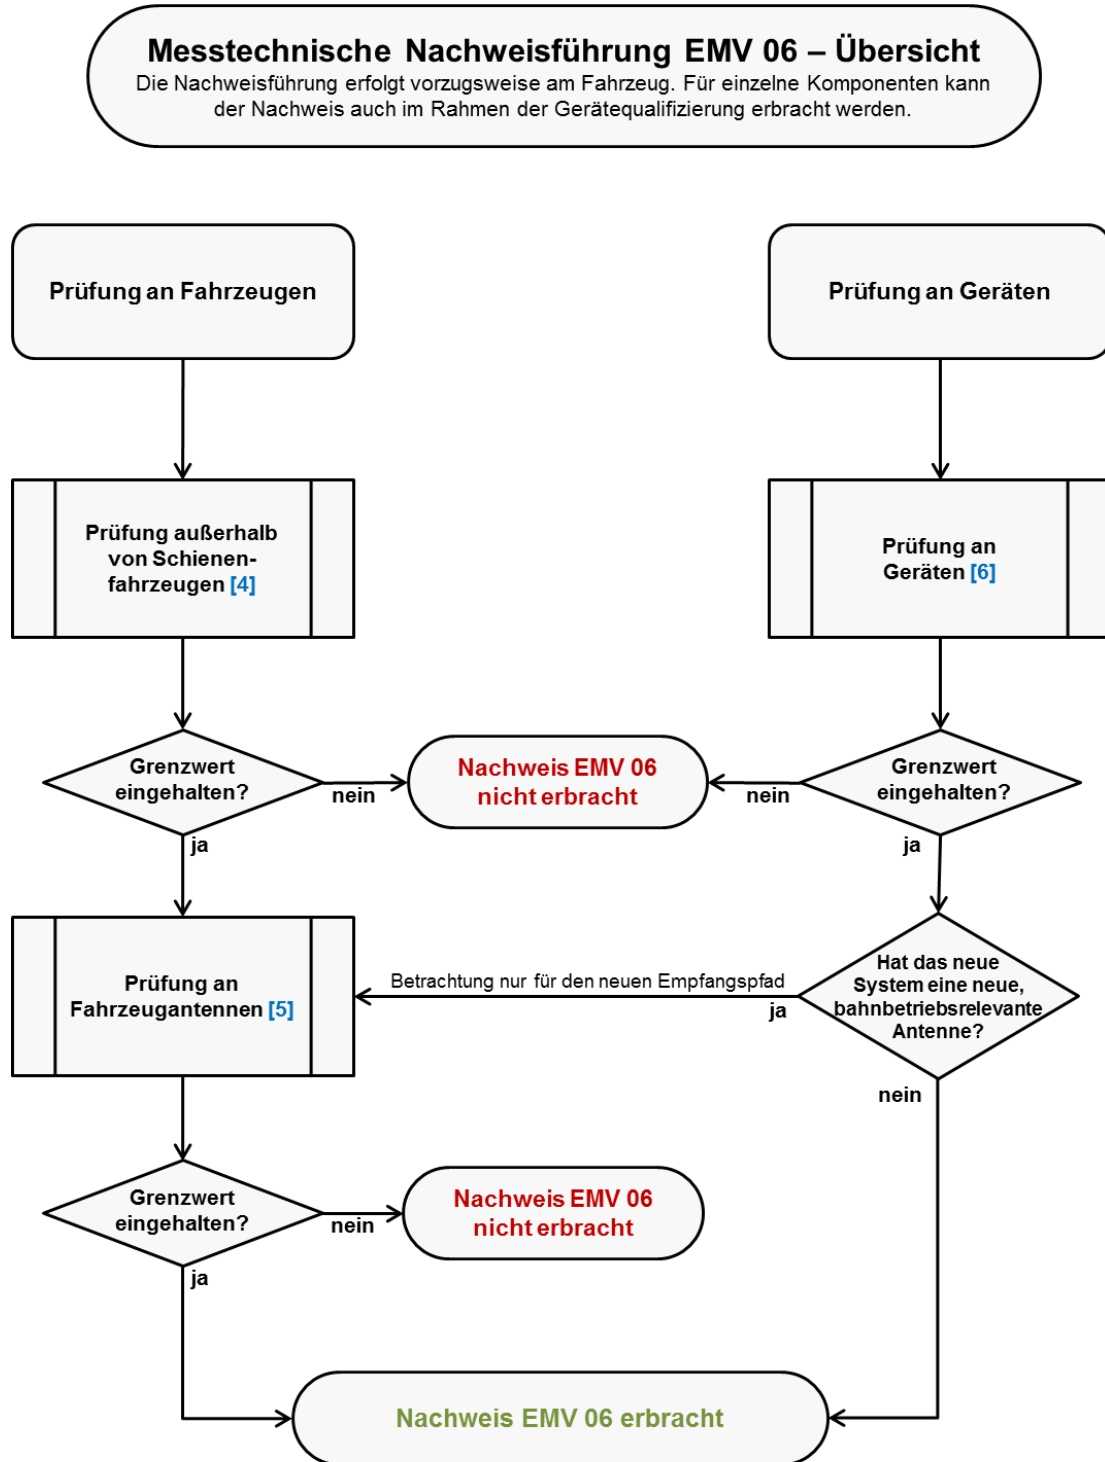 Messtechnische Nachweisführung EMV 06 – Übersicht
Die Nachweisführung erfolgt vorzugsweise am Fahrzeug. Für einzelne Komponenten kann
der Nachweis auch im Rahmen der Gerätequalifizierung erbracht werden.
Prüfung an Fahrzeugen
Prüfung an Geräten
Prüfung außerhalb
von Schienen-
fahrzeugen [4]
Prüfung an
Geräten [6]
Grenzwert
eingehalten?
nein
Nachweis EMV 06
nicht erbracht
nein
Grenzwert
eingehalten?
ja
ja
Prüfung an
Fahrzeugantennen [5]
Betrachtung nur für den neuen Empfangspfad
ja
Hat das neue
System eine neue,
bahnbetriebsrelevante
Antenne?
nein
Grenzwert
eingehalten?
nein
Nachweis EMV 06
nicht erbracht
ja
Nachweis EMV 06 erbracht